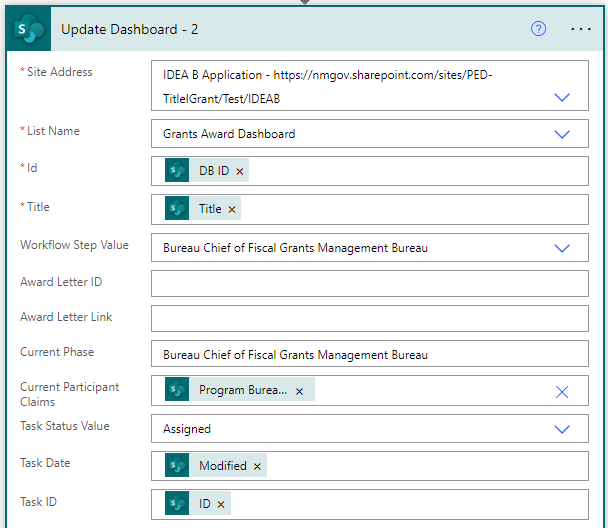 Update Dashboard - 2
* Site Address
IDEA B Application - https://nmgov.sharepoint.com/sites/PED-
TitleIGrant/Test/IDEAB
* List Name
Grants Award Dashboard
* Id
DB ID ×
* Title
Title ×
Workflow Step Value
Bureau Chief of Fiscal Grants Management Bureau
Award Letter ID
Award Letter Link
Current Phase
Bureau Chief of Fiscal Grants Management Bureau
Current Participant
Claims
Program Burea... ×
Task Status Value
Assigned
Task Date
Modified ×
Task ID
ID ×